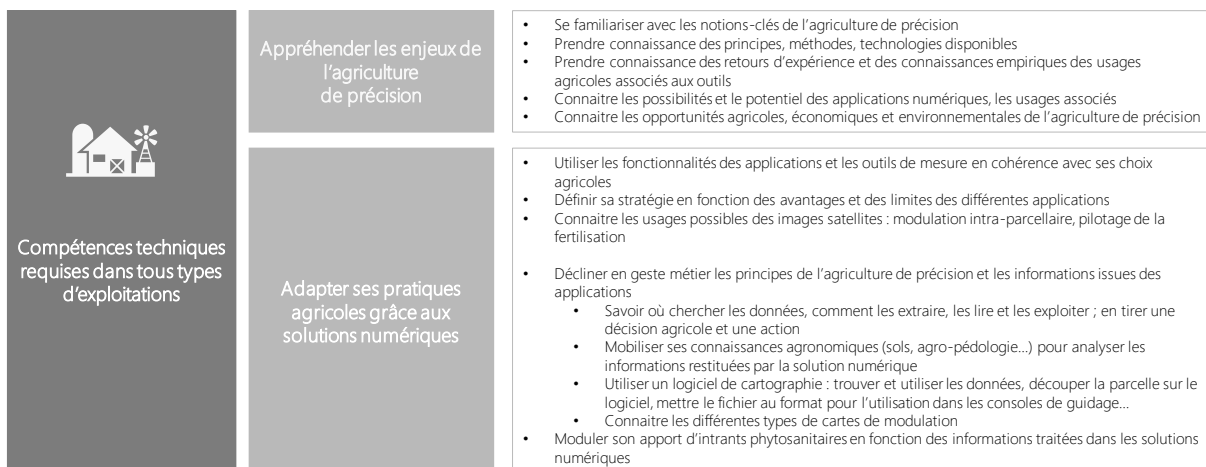 Compétences techniques
requises dans tous types
d’exploitations
Appréhender les enjeux de
l’agriculture
de précision
• Se familiariser avec les notions-clés de l’agriculture de précision
• Prendre connaissance des principes, méthodes, technologies disponibles
• Prendre connaissance des retours d’expérience et des connaissances empiriques des usages
agricoles associés aux outils
• Connaitre les possibilités et le potentiel des applications numériques, les usages associés
• Connaitre les opportunités agricoles, économiques et environnementales de l’agriculture de précision
Adapter ses pratiques
agricoles grâce aux
solutions numériques
• Utiliser les fonctionnalités des applications et les outils de mesure en cohérence avec ses choix
agricoles
• Définir sa stratégie en fonction des avantages et des limites des différentes applications
• Connaitre les usages possibles des images satellites : modulation intra-parcellaire, pilotage de la
fertilisation
• Décliner en geste métier les principes de l’agriculture de précision et les informations issues des
applications
• Savoir où chercher les données, comment les extraire, les lire et les exploiter ; en tirer une
décision agricole et une action
• Mobiliser ses connaissances agronomiques (sols, agro-pédologie…) pour analyser les
informations restituées par la solution numérique
• Utiliser un logiciel de cartographie : trouver et utiliser les données, découper la parcelle sur le
logiciel, mettre le fichier au format pour l’utilisation dans les consoles de guidage…
• Connaitre les différentes types de cartes de modulation
• Moduler son apport d’intrants phytosanitaires en fonction des informations traitées dans les solutions
numériques